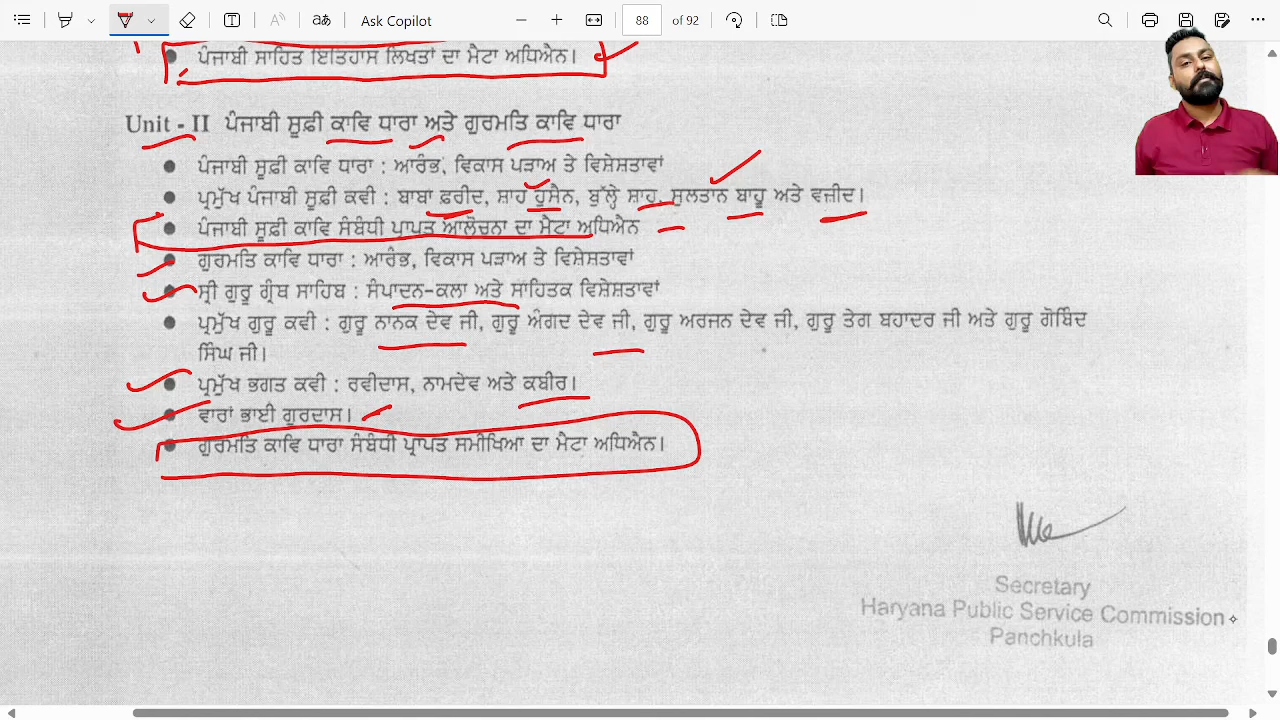 Ask Copilot
88 of 92
ਪੰਜਾਬੀ ਸਾਹਿਤ ਇਤਿਹਾਸ ਲਿਖਤਾਂ ਦਾ ਮੈਟਾ ਅਧਿਐਨ।
Unit - II ਪੰਜਾਬੀ ਸੂਫ਼ੀ ਕਾਵਿ ਧਾਰਾ ਅਤੇ ਗੁਰਮਤਿ ਕਾਵਿ ਧਾਰਾ
ਪੰਜਾਬੀ ਸੂਫ਼ੀ ਕਾਵਿ ਧਾਰਾ : ਆਰੰਭ, ਵਿਕਾਸ ਪੜਾਅ ਤੇ ਵਿਸ਼ੇਸ਼ਤਾਵਾਂ
ਪ੍ਰਮੁੱਖ ਪੰਜਾਬੀ ਸੂਫ਼ੀ ਕਵੀ : ਬਾਬਾ ਫ਼ਰੀਦ, ਸ਼ਾਹ ਹੁਸੈਨ, ਬੁੱਲ੍ਹੇ ਸ਼ਾਹ, ਸੁਲਤਾਨ ਬਾਹੂ ਅਤੇ ਵਜ਼ੀਦ।
ਪੰਜਾਬੀ ਸੂਫ਼ੀ ਕਾਵਿ ਸੰਬੰਧੀ ਪ੍ਰਾਪਤ ਆਲੋਚਨਾ ਦਾ ਮੈਟਾ ਅਧਿਐਨ
ਗੁਰਮਤਿ ਕਾਵਿ ਧਾਰਾ : ਆਰੰਭ, ਵਿਕਾਸ ਪੜਾਅ ਤੇ ਵਿਸ਼ੇਸ਼ਤਾਵਾਂ
ਸ੍ਰੀ ਗੁਰੂ ਗ੍ਰੰਥ ਸਾਹਿਬ : ਸੰਪਾਦਨ-ਕਲਾ ਅਤੇ ਸਾਹਿਤਕ ਵਿਸ਼ੇਸ਼ਤਾਵਾਂ
ਪ੍ਰਮੁੱਖ ਗੁਰੂ ਕਵੀ : ਗੁਰੂ ਨਾਨਕ ਦੇਵ ਜੀ, ਗੁਰੂ ਅੰਗਦ ਦੇਵ ਜੀ, ਗੁਰੂ ਅਰਜਨ ਦੇਵ ਜੀ, ਗੁਰੂ ਤੇਗ ਬਹਾਦਰ ਜੀ ਅਤੇ ਗੁਰੂ ਗੋਬਿੰਦ
ਸਿੰਘ ਜੀ।
ਪ੍ਰਮੁੱਖ ਭਗਤ ਕਵੀ : ਰਵੀਦਾਸ, ਨਾਮਦੇਵ ਅਤੇ ਕਬੀਰ।
ਵਾਰਾਂ ਭਾਈ ਗੁਰਦਾਸ।
ਗੁਰਮਤਿ ਕਾਵਿ ਧਾਰਾ ਸੰਬੰਧੀ ਪ੍ਰਾਪਤ ਸਮੀਖਿਆ ਦਾ ਮੈਟਾ ਅਧਿਐਨ।
Secretary
Haryana Public Service Commission
Panchkula